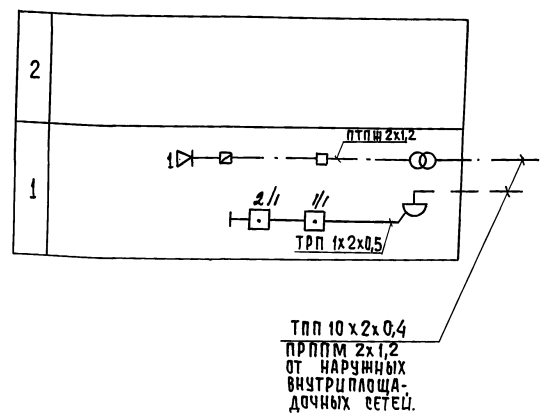 2
ПТПЖ 2х1,2
1
1
2/1
1/1
ТРП 1х2х0,5
ТПП 10х2х0,4
ПРППМ 2х1,2
ОТ НАРУЖНЫХ
ВНУТРИПЛОЩА-
ДОЧНЫХ СЕТЕЙ.